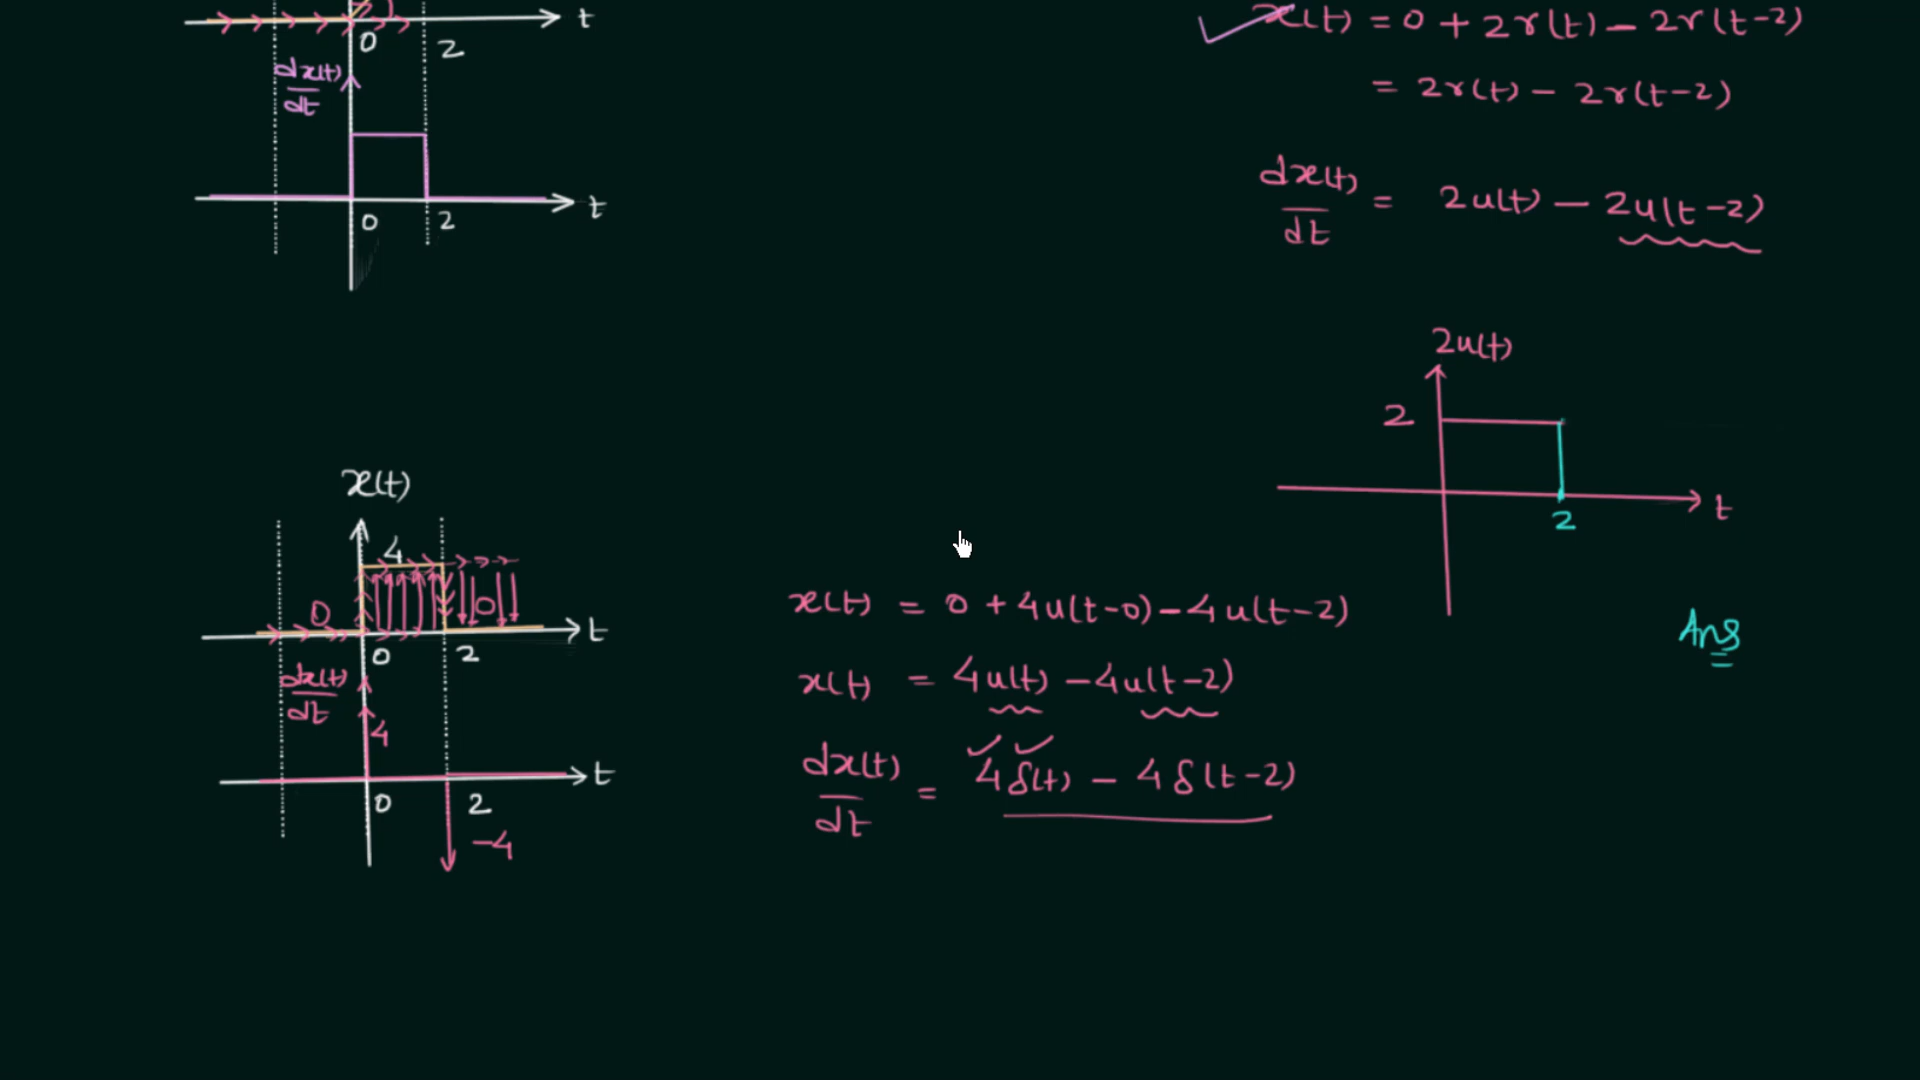 t
0
2
dx(t)
dt
t
0
2
x(t) = 0 + 2r(t) - 2r(t-2)
= 2r(t) - 2r(t-2)
dx(t)/dt = 2u(t) - 2u(t-2)
2u(t)
2
t
2
Ans
x(t)
4
0
0
t
0
2
dx(t)
dt
4
t
0
2
-4
x(t) = 0 + 4u(t-0) - 4u(t-2)
x(t) = 4u(t) - 4u(t-2)
dx(t)/dt = 4δ(t) - 4δ(t-2)